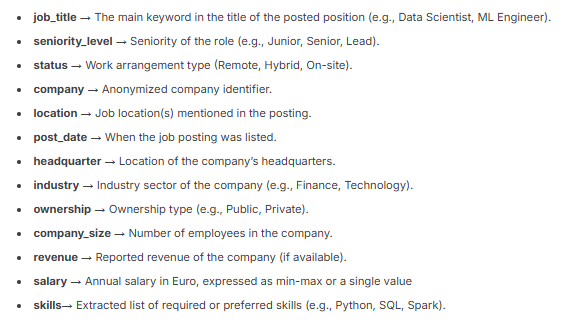 • job_title → The main keyword in the title of the posted position (e.g., Data Scientist, ML Engineer).
• seniority_level → Seniority of the role (e.g., Junior, Senior, Lead).
• status → Work arrangement type (Remote, Hybrid, On-site).
• company → Anonymized company identifier.
• location → Job location(s) mentioned in the posting.
• post_date → When the job posting was listed.
• headquarter → Location of the company's headquarters.
• industry → Industry sector of the company (e.g., Finance, Technology).
• ownership → Ownership type (e.g., Public, Private).
• company_size → Number of employees in the company.
• revenue → Reported revenue of the company (if available).
• salary → Annual salary in Euro, expressed as min-max or a single value
• skills→ Extracted list of required or preferred skills (e.g., Python, SQL, Spark).